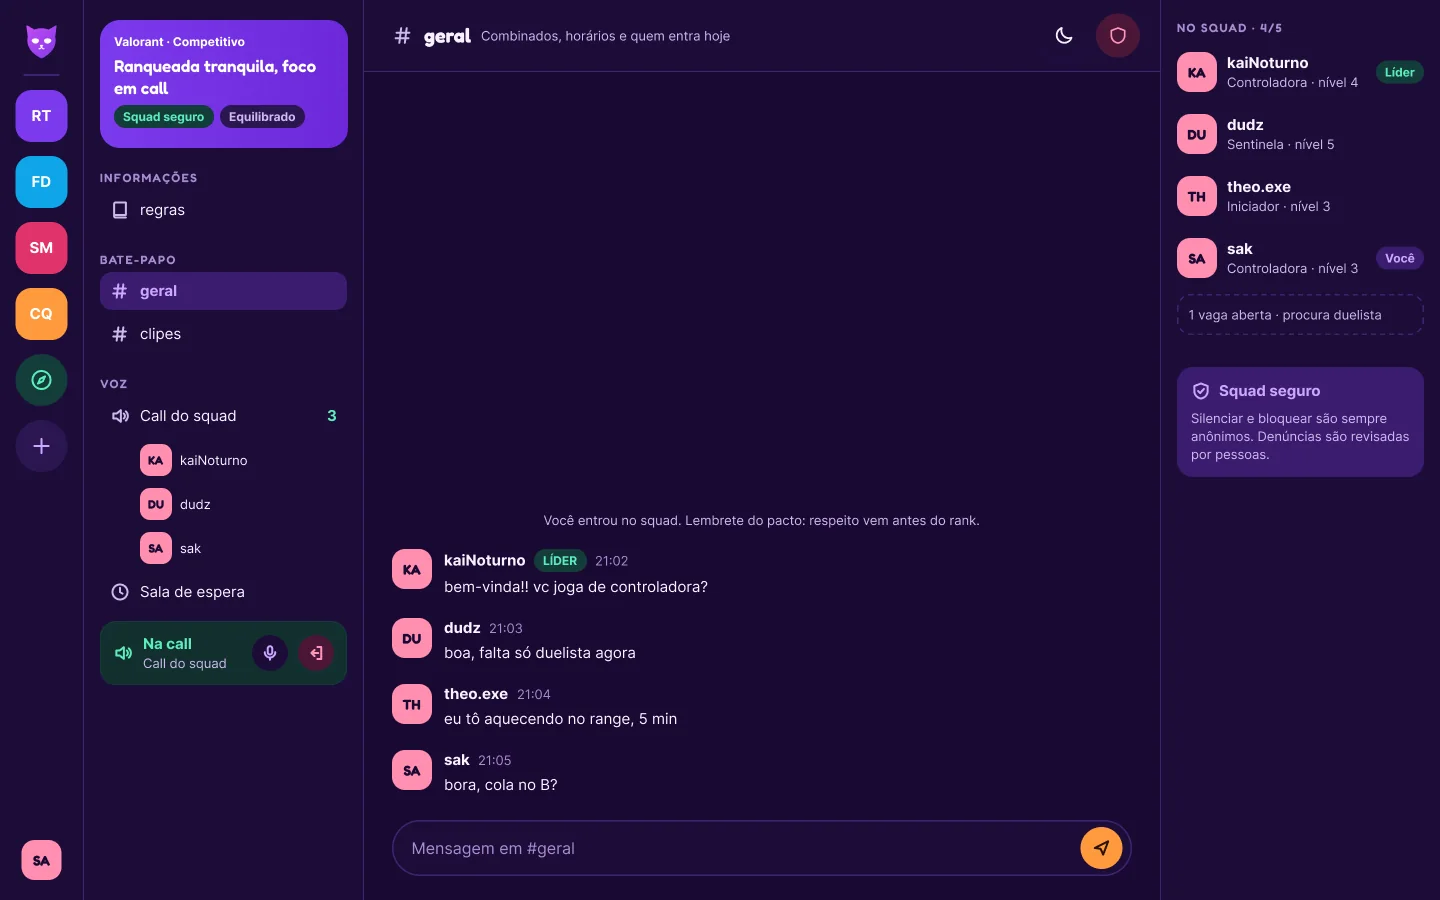 RT
FD
SM
CQ
SA
Valorant · Competitivo
Ranqueada tranquila, foco
em call
Squad seguro
Equilibrado
INFORMAÇÕES
regras
BATE-PAPO
# geral
# clipes
VOZ
Call do squad 3
KA kaiNoturno
DU dudz
SA sak
Sala de espera
Na call
Call do squad
# geral Combinados, horários e quem entra hoje
Você entrou no squad. Lembrete do pacto: respeito vem antes do rank.
KA
kaiNoturno LÍDER 21:02
bem-vinda!! vc joga de controladora?
DU
dudz 21:03
boa, falta só duelista agora
TH
theo.exe 21:04
eu tô aquecendo no range, 5 min
SA
sak 21:05
bora, cola no B?
Mensagem em #geral
NO SQUAD · 4/5
KA
kaiNoturno
Controladora · nível 4
Líder
DU
dudz
Sentinela · nível 5
TH
theo.exe
Iniciador · nível 3
SA
sak
Controladora · nível 3
Você
1 vaga aberta · procura duelista
Squad seguro
Silenciar e bloquear são sempre
anônimos. Denúncias são revisadas
por pessoas.